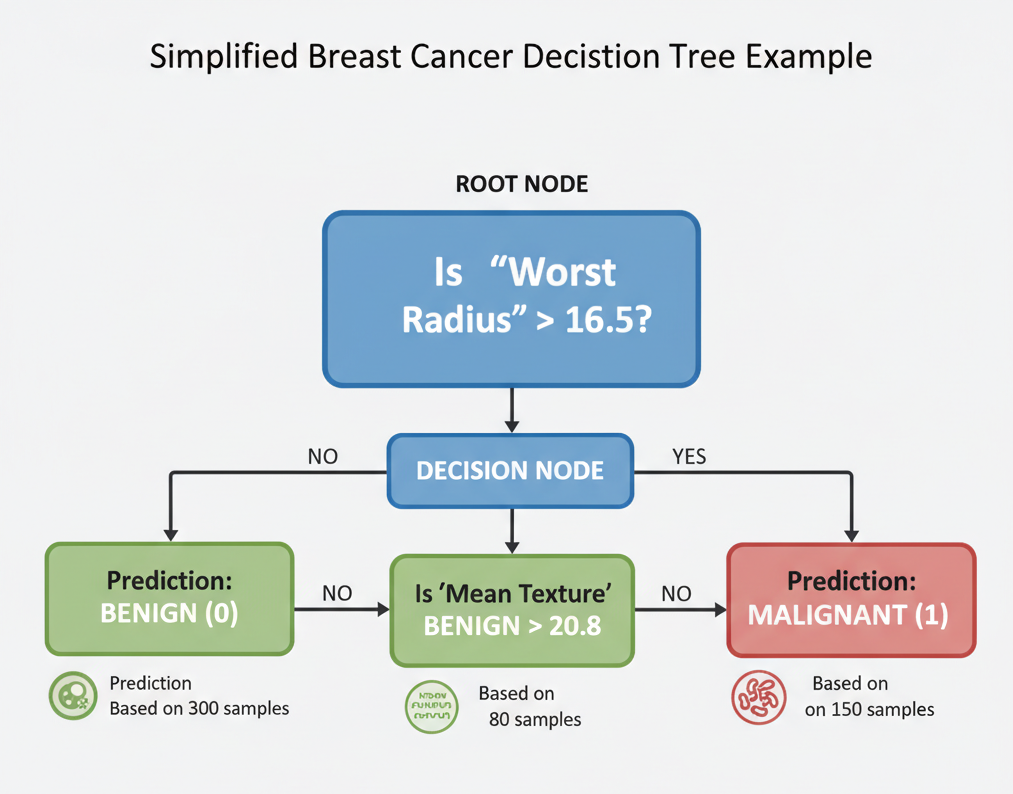 Simplified Breast Cancer Decistion Tree Example
ROOT NODE
Is “Worst
Radius” > 16.5?
NO
DECISION NODE
YES
Prediction:
BENIGN (0)
NO
Is ’Mean Texture’
BENIGN > 20.8
NO
Prediction:
MALIGNANT (1)
Prediction
Based on 300 samples
Based on
80 samples
Based on
on 150 samples